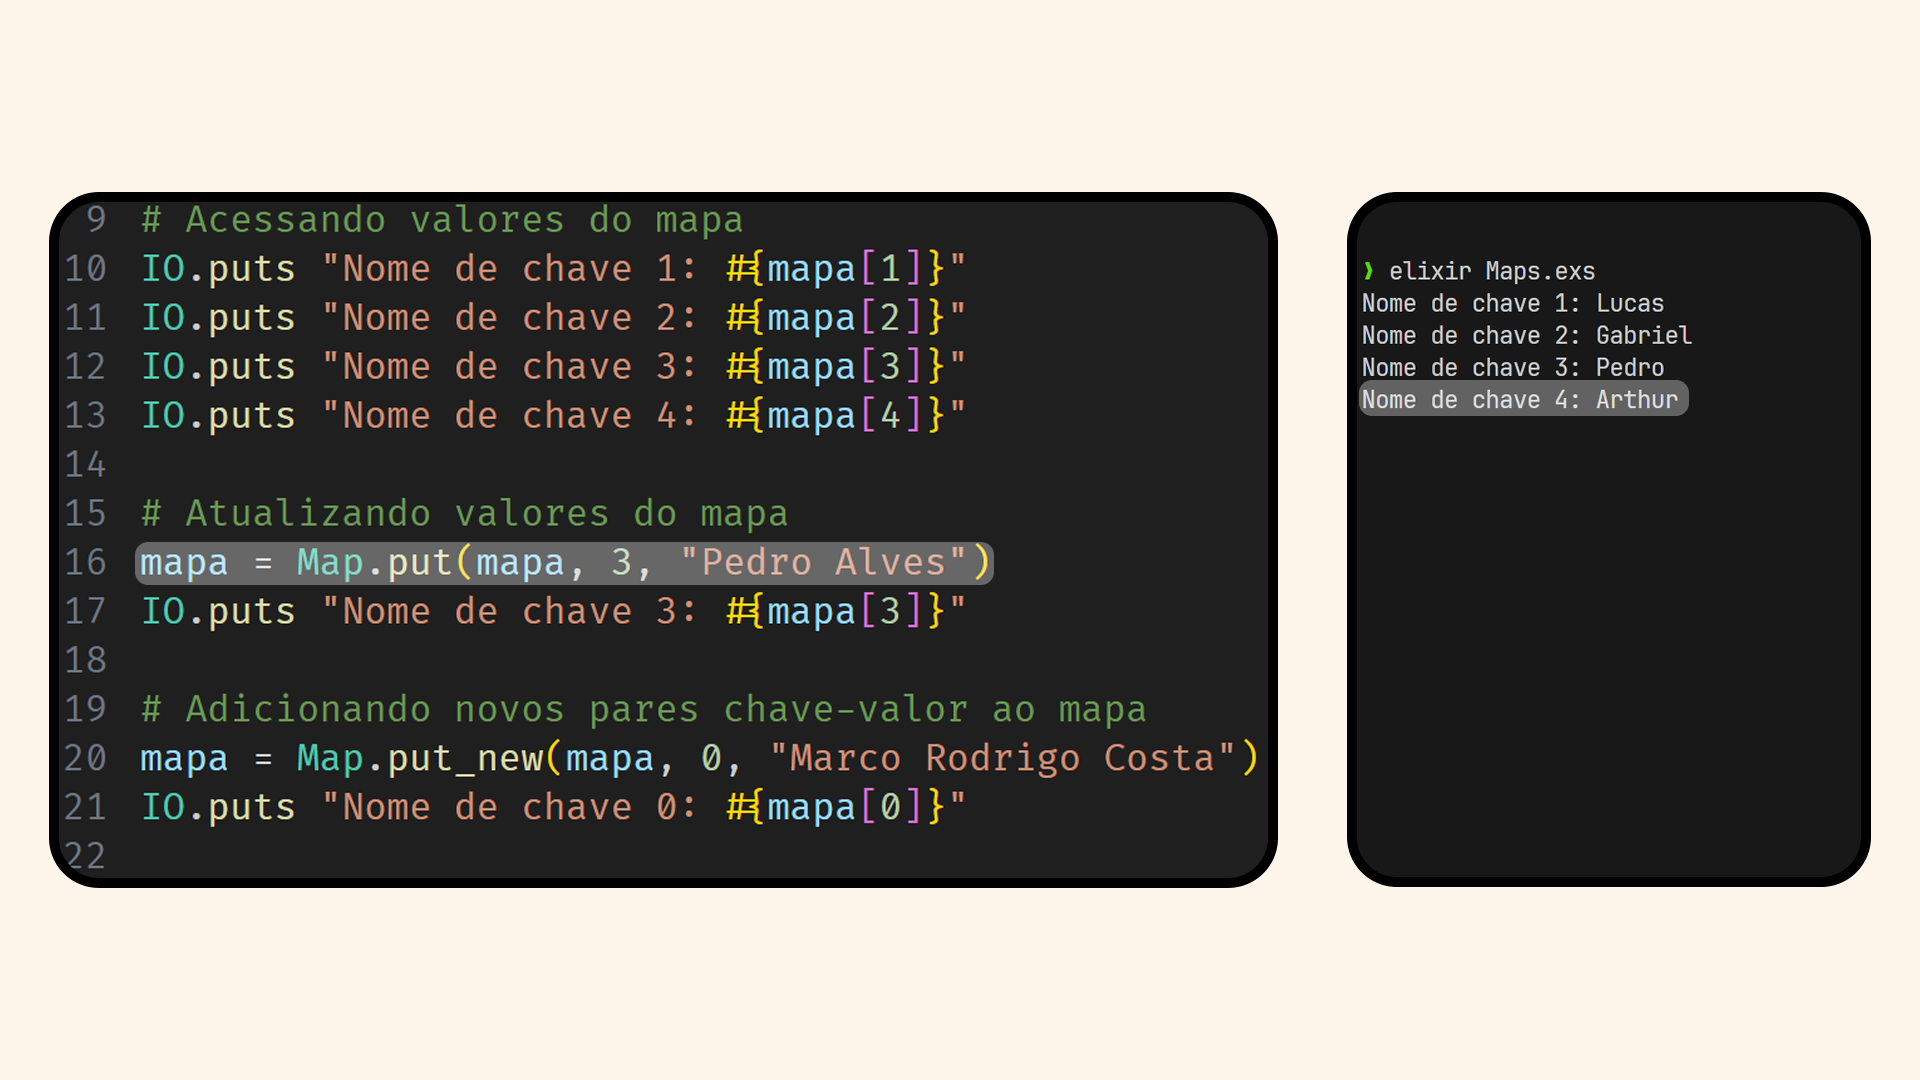 9 # Acessando valores do mapa
10 IO.puts "Nome de chave 1: #{mapa[1]}"
11 IO.puts "Nome de chave 2: #{mapa[2]}"
12 IO.puts "Nome de chave 3: #{mapa[3]}"
13 IO.puts "Nome de chave 4: #{mapa[4]}"
14
15 # Atualizando valores do mapa
16 mapa = Map.put(mapa, 3, "Pedro Alves")
17 IO.puts "Nome de chave 3: #{mapa[3]}"
18
19 # Adicionando novos pares chave-valor ao mapa
20 mapa = Map.put_new(mapa, 0, "Marco Rodrigo Costa")
21 IO.puts "Nome de chave 0: #{mapa[0]}"
22
❯ elixir Maps.exs
Nome de chave 1: Lucas
Nome de chave 2: Gabriel
Nome de chave 3: Pedro
Nome de chave 4: Arthur